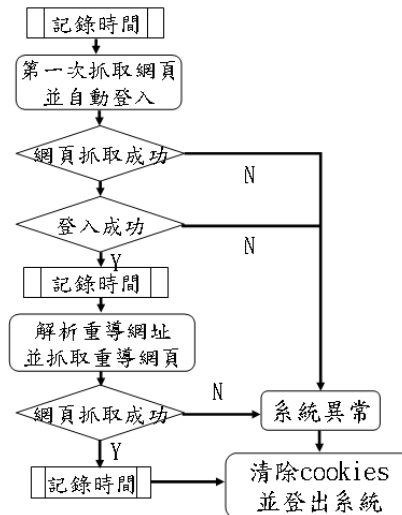 記錄時間
第一次抓取網頁
並自動登入
網頁抓取成功
N
登入成功
N
Y
記錄時間
解析重導網址
並抓取重導網頁
N
網頁抓取成功
系統異常
Y
記錄時間
清除cookies
並登出系統